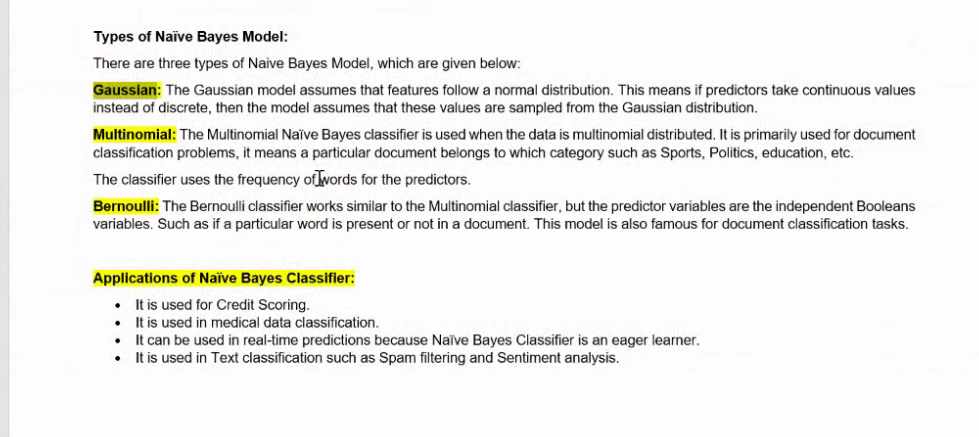 Types of Naïve Bayes Model:
There are three types of Naive Bayes Model, which are given below:
Gaussian: The Gaussian model assumes that features follow a normal distribution. This means if predictors take continuous values
instead of discrete, then the model assumes that these values are sampled from the Gaussian distribution.
Multinomial: The Multinomial Naïve Bayes classifier is used when the data is multinomial distributed. It is primarily used for document
classification problems, it means a particular document belongs to which category such as Sports, Politics, education, etc.
The classifier uses the frequency of words for the predictors.
Bernoulli: The Bernoulli classifier works similar to the Multinomial classifier, but the predictor variables are the independent Booleans
variables. Such as if a particular word is present or not in a document. This model is also famous for document classification tasks.
Applications of Naïve Bayes Classifier:
• It is used for Credit Scoring.
• It is used in medical data classification.
• It can be used in real-time predictions because Naïve Bayes Classifier is an eager learner.
• It is used in Text classification such as Spam filtering and Sentiment analysis.